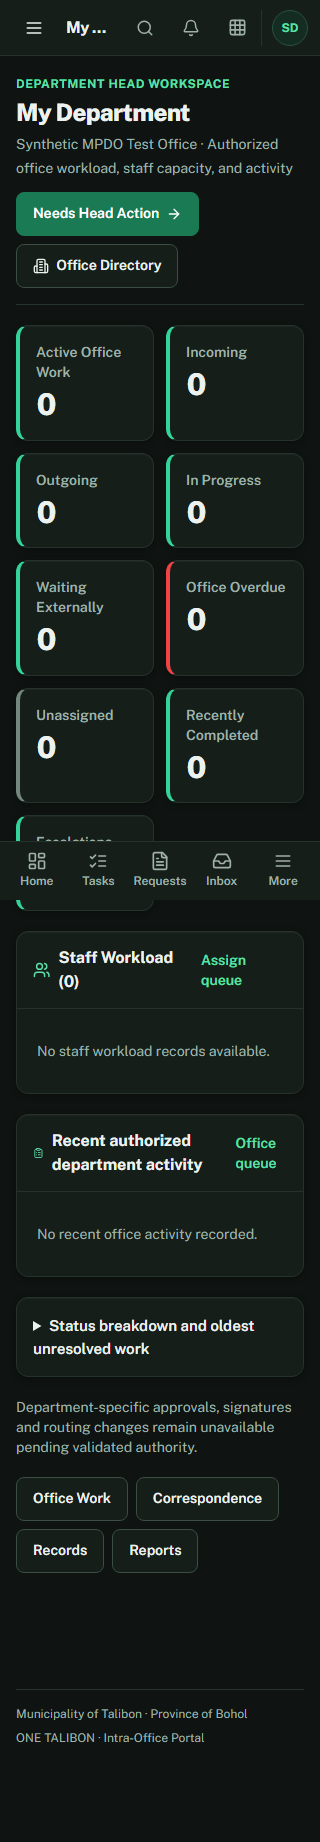 My ...
SD
DEPARTMENT HEAD WORKSPACE
My Department
Synthetic MPDO Test Office · Authorized
office workload, staff capacity, and activity
Needs Head Action →
Office Directory
Active Office
Work
0
Incoming
0
Outgoing
0
In Progress
0
Waiting
Externally
0
Office Overdue
0
Unassigned
0
Recently
Completed
0
Escalations
Home
Tasks
Requests
Inbox
More
Staff Workload
(0)
Assign
queue
No staff workload records available.
Recent authorized
department activity
Office
queue
No recent office activity recorded.
▶ Status breakdown and oldest
unresolved work
Department-specific approvals, signatures
and routing changes remain unavailable
pending validated authority.
Office Work
Correspondence
Records
Reports
Municipality of Talibon · Province of Bohol
ONE TALIBON · Intra-Office Portal